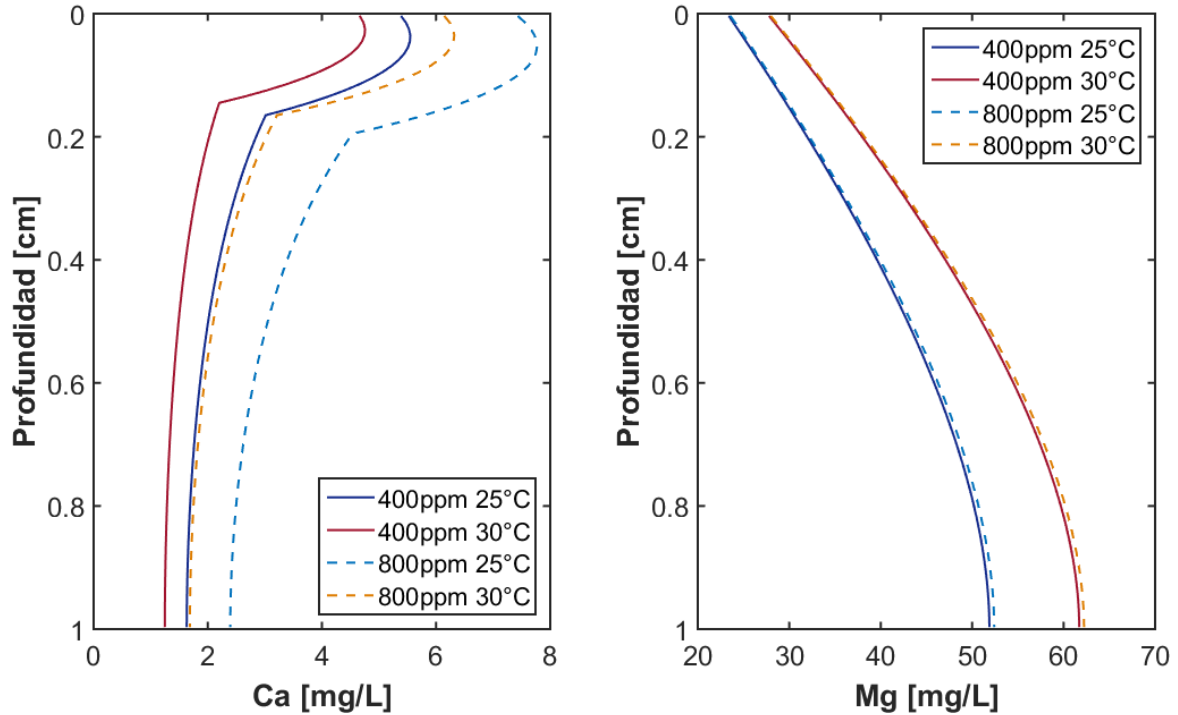 0
0.2
0.4
0.6
0.8
1
Profundidad [cm]
0 2 4 6 8
Ca [mg/L]
400ppm 25°C
400ppm 30°C
800ppm 25°C
800ppm 30°C
0
0.2
0.4
0.6
0.8
1
Profundidad [cm]
20 30 40 50 60 70
Mg [mg/L]
400ppm 25°C
400ppm 30°C
800ppm 25°C
800ppm 30°C